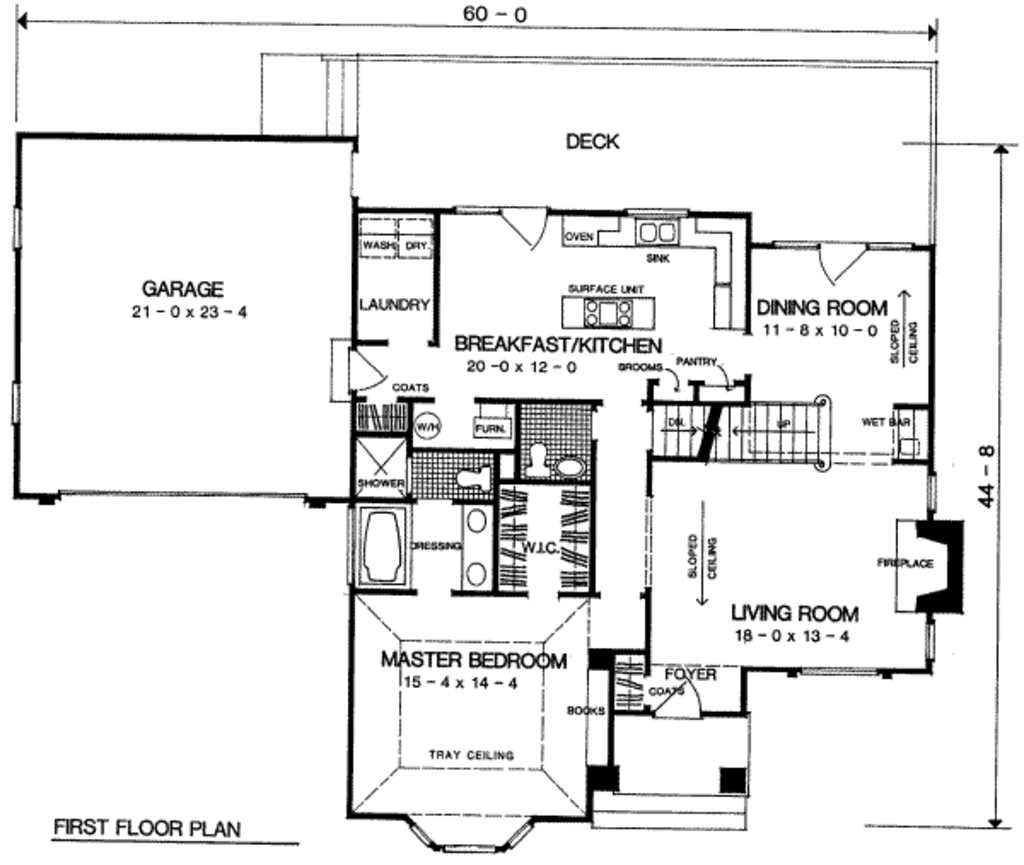 60 - 0
DECK
OVEN
SINK
WASH
DRY.
GARAGE
21 - 0 x 23 - 4
LAUNDRY
SURFACE UNIT
DINING ROOM
11 - 8 x 10 - 0
SLOPED
CEILING
BREAKFAST/KITCHEN
20 -0 x 12 - 0
BROOMS
PANTRY
COATS
W/H
FURN.
DN.
UP
WET BAR
44 - 8
SHOWER
DRESSING
W.I.C.
SLOPED
CEILING
FIREPLACE
LIVING ROOM
18 - 0 x 13 - 4
MASTER BEDROOM
15 - 4 x 14 - 4
FOYER
COATS
BOOKS
TRAY CEILING
FIRST FLOOR PLAN